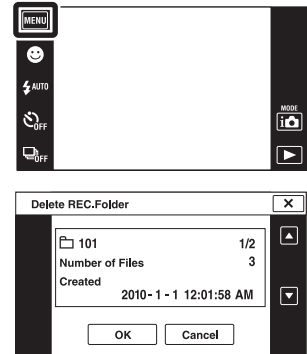 MENU
AUTO
OFF
OFF
MODE
Delete REC.Folder
101 1/2
Number of Files 3
Created
2010 - 1 - 1 12:01:58 AM
OK Cancel